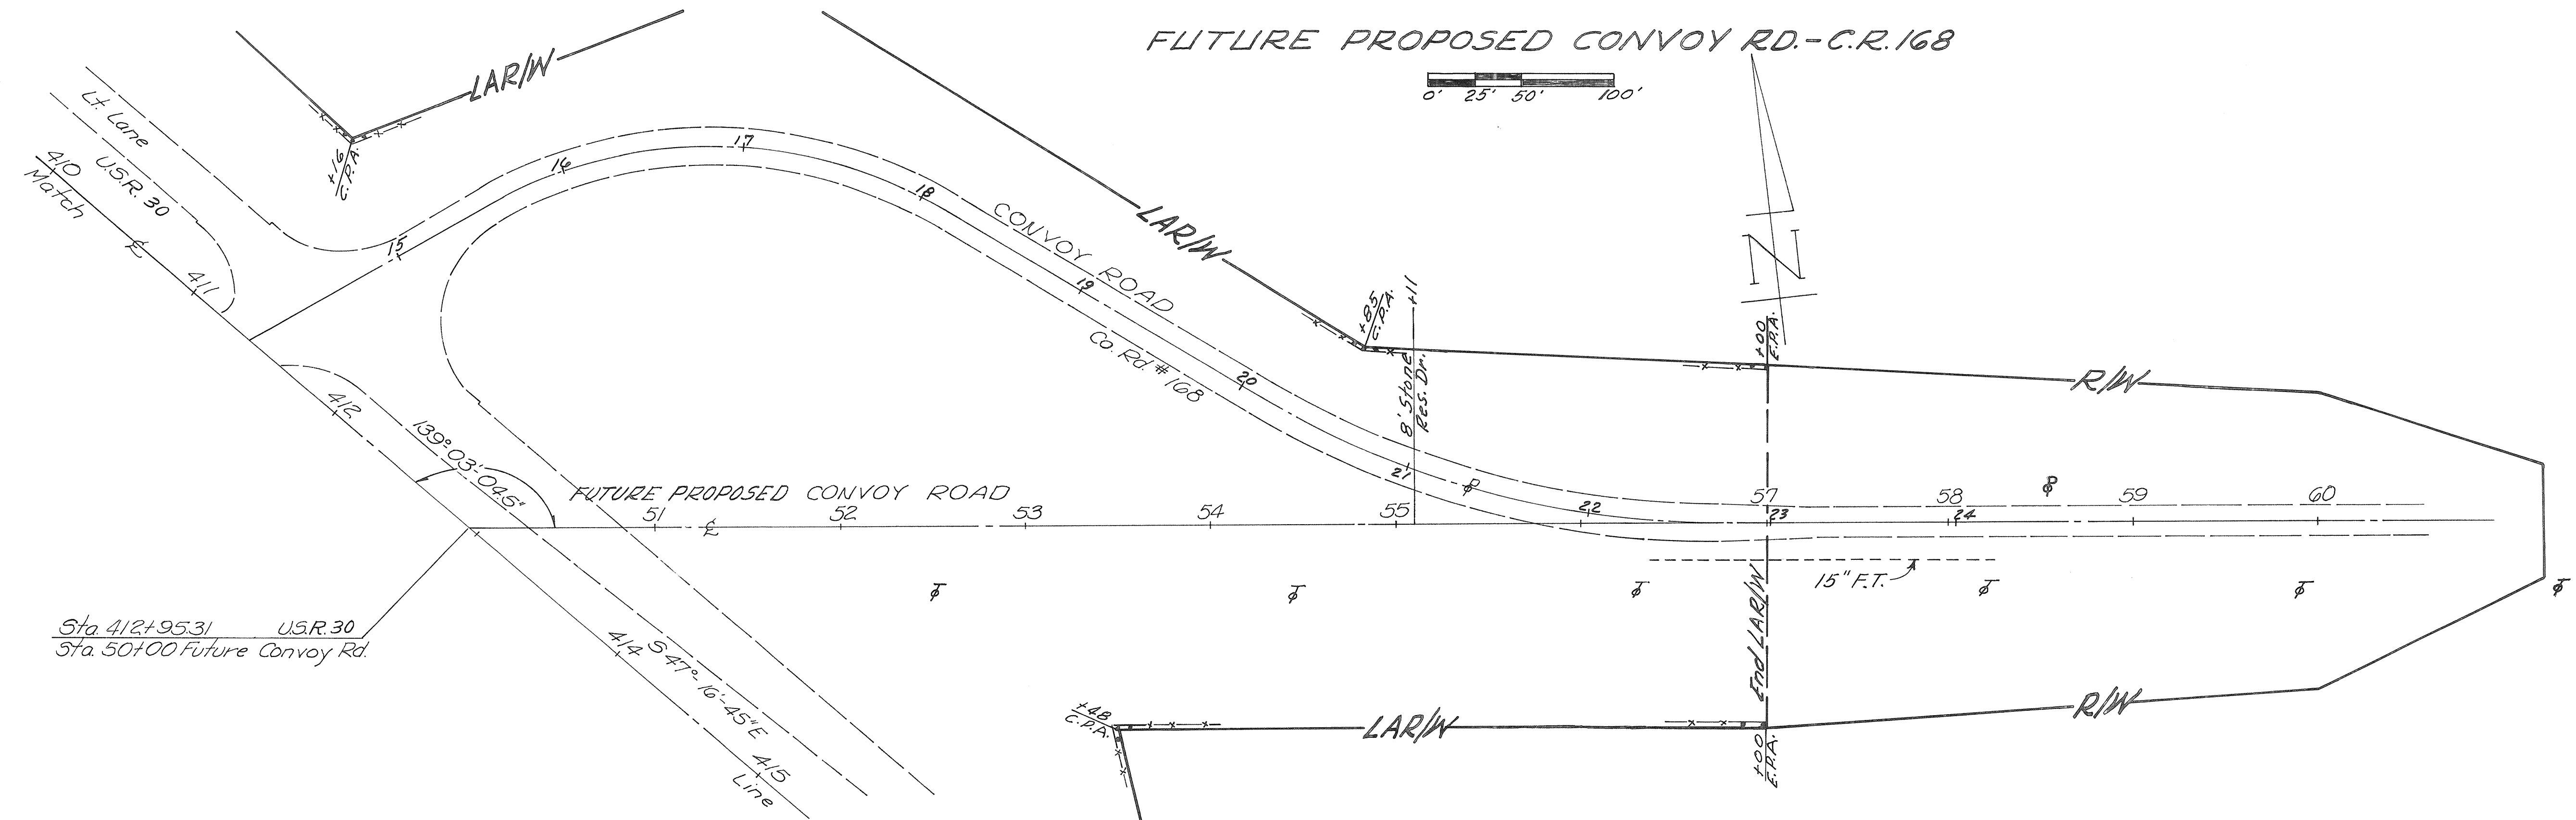 FUTURE PROPOSED CONVOY RD.-C.R.168
0' 25' 50' 100'
LAR/W
Lt. Lane
+16
C.P.A.
410
Match
U.S.R. 30
℄
411
412
15
16
17
18
19
20
21
22
23
24
CONVOY ROAD
Co. Rd. # 168
LAR/W
+85
C.P.A.
+11
8' Stone
Res. Dr.
N
+00
E.P.A.
R/W
139°-03'-04.5"
FUTURE PROPOSED CONVOY ROAD
51
℄
52
53
54
55
57
58
59
60
P
P
T
T
T
T
T
T
15" F.T.
End LAR/W
Sta. 412+95.31 U.S.R. 30
Sta. 50+00 Future Convoy Rd.
414
S 47°-16'-45" E
415
Line
+48
C.P.A.
LAR/W
+00
E.P.A.
R/W